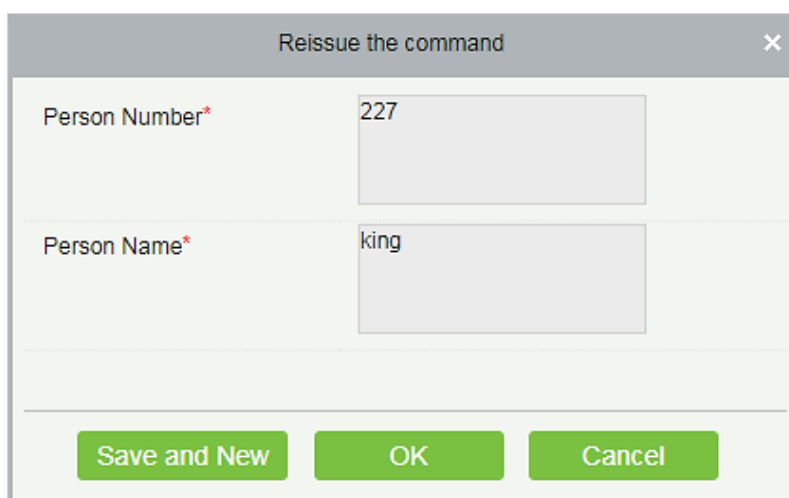 Reissue the command
Person Number* 227
Person Name* king
Save and New OK Cancel